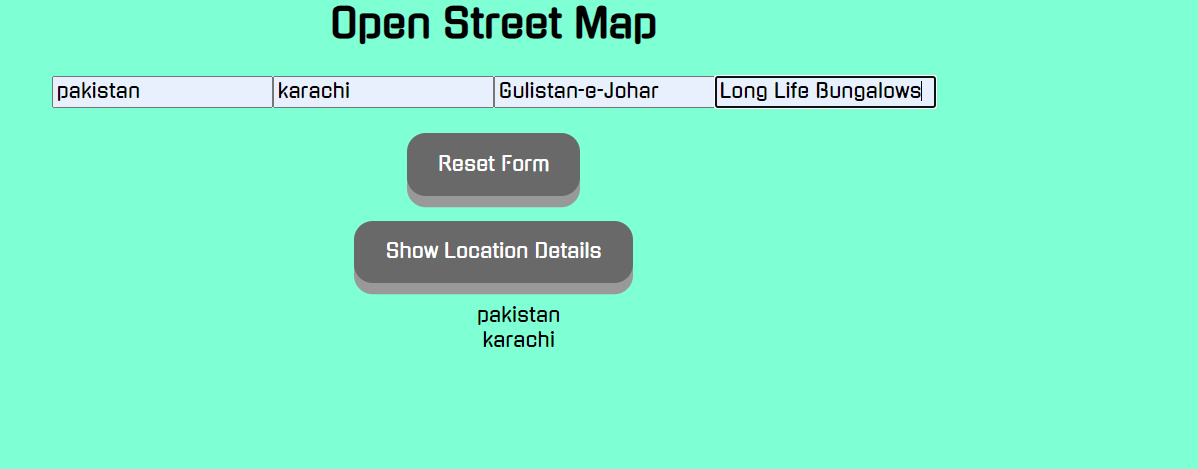 Open Street Map
pakistan karachi Gulistan-e-Johar Long Life Bungalows
Reset Form
Show Location Details
pakistan
karachi